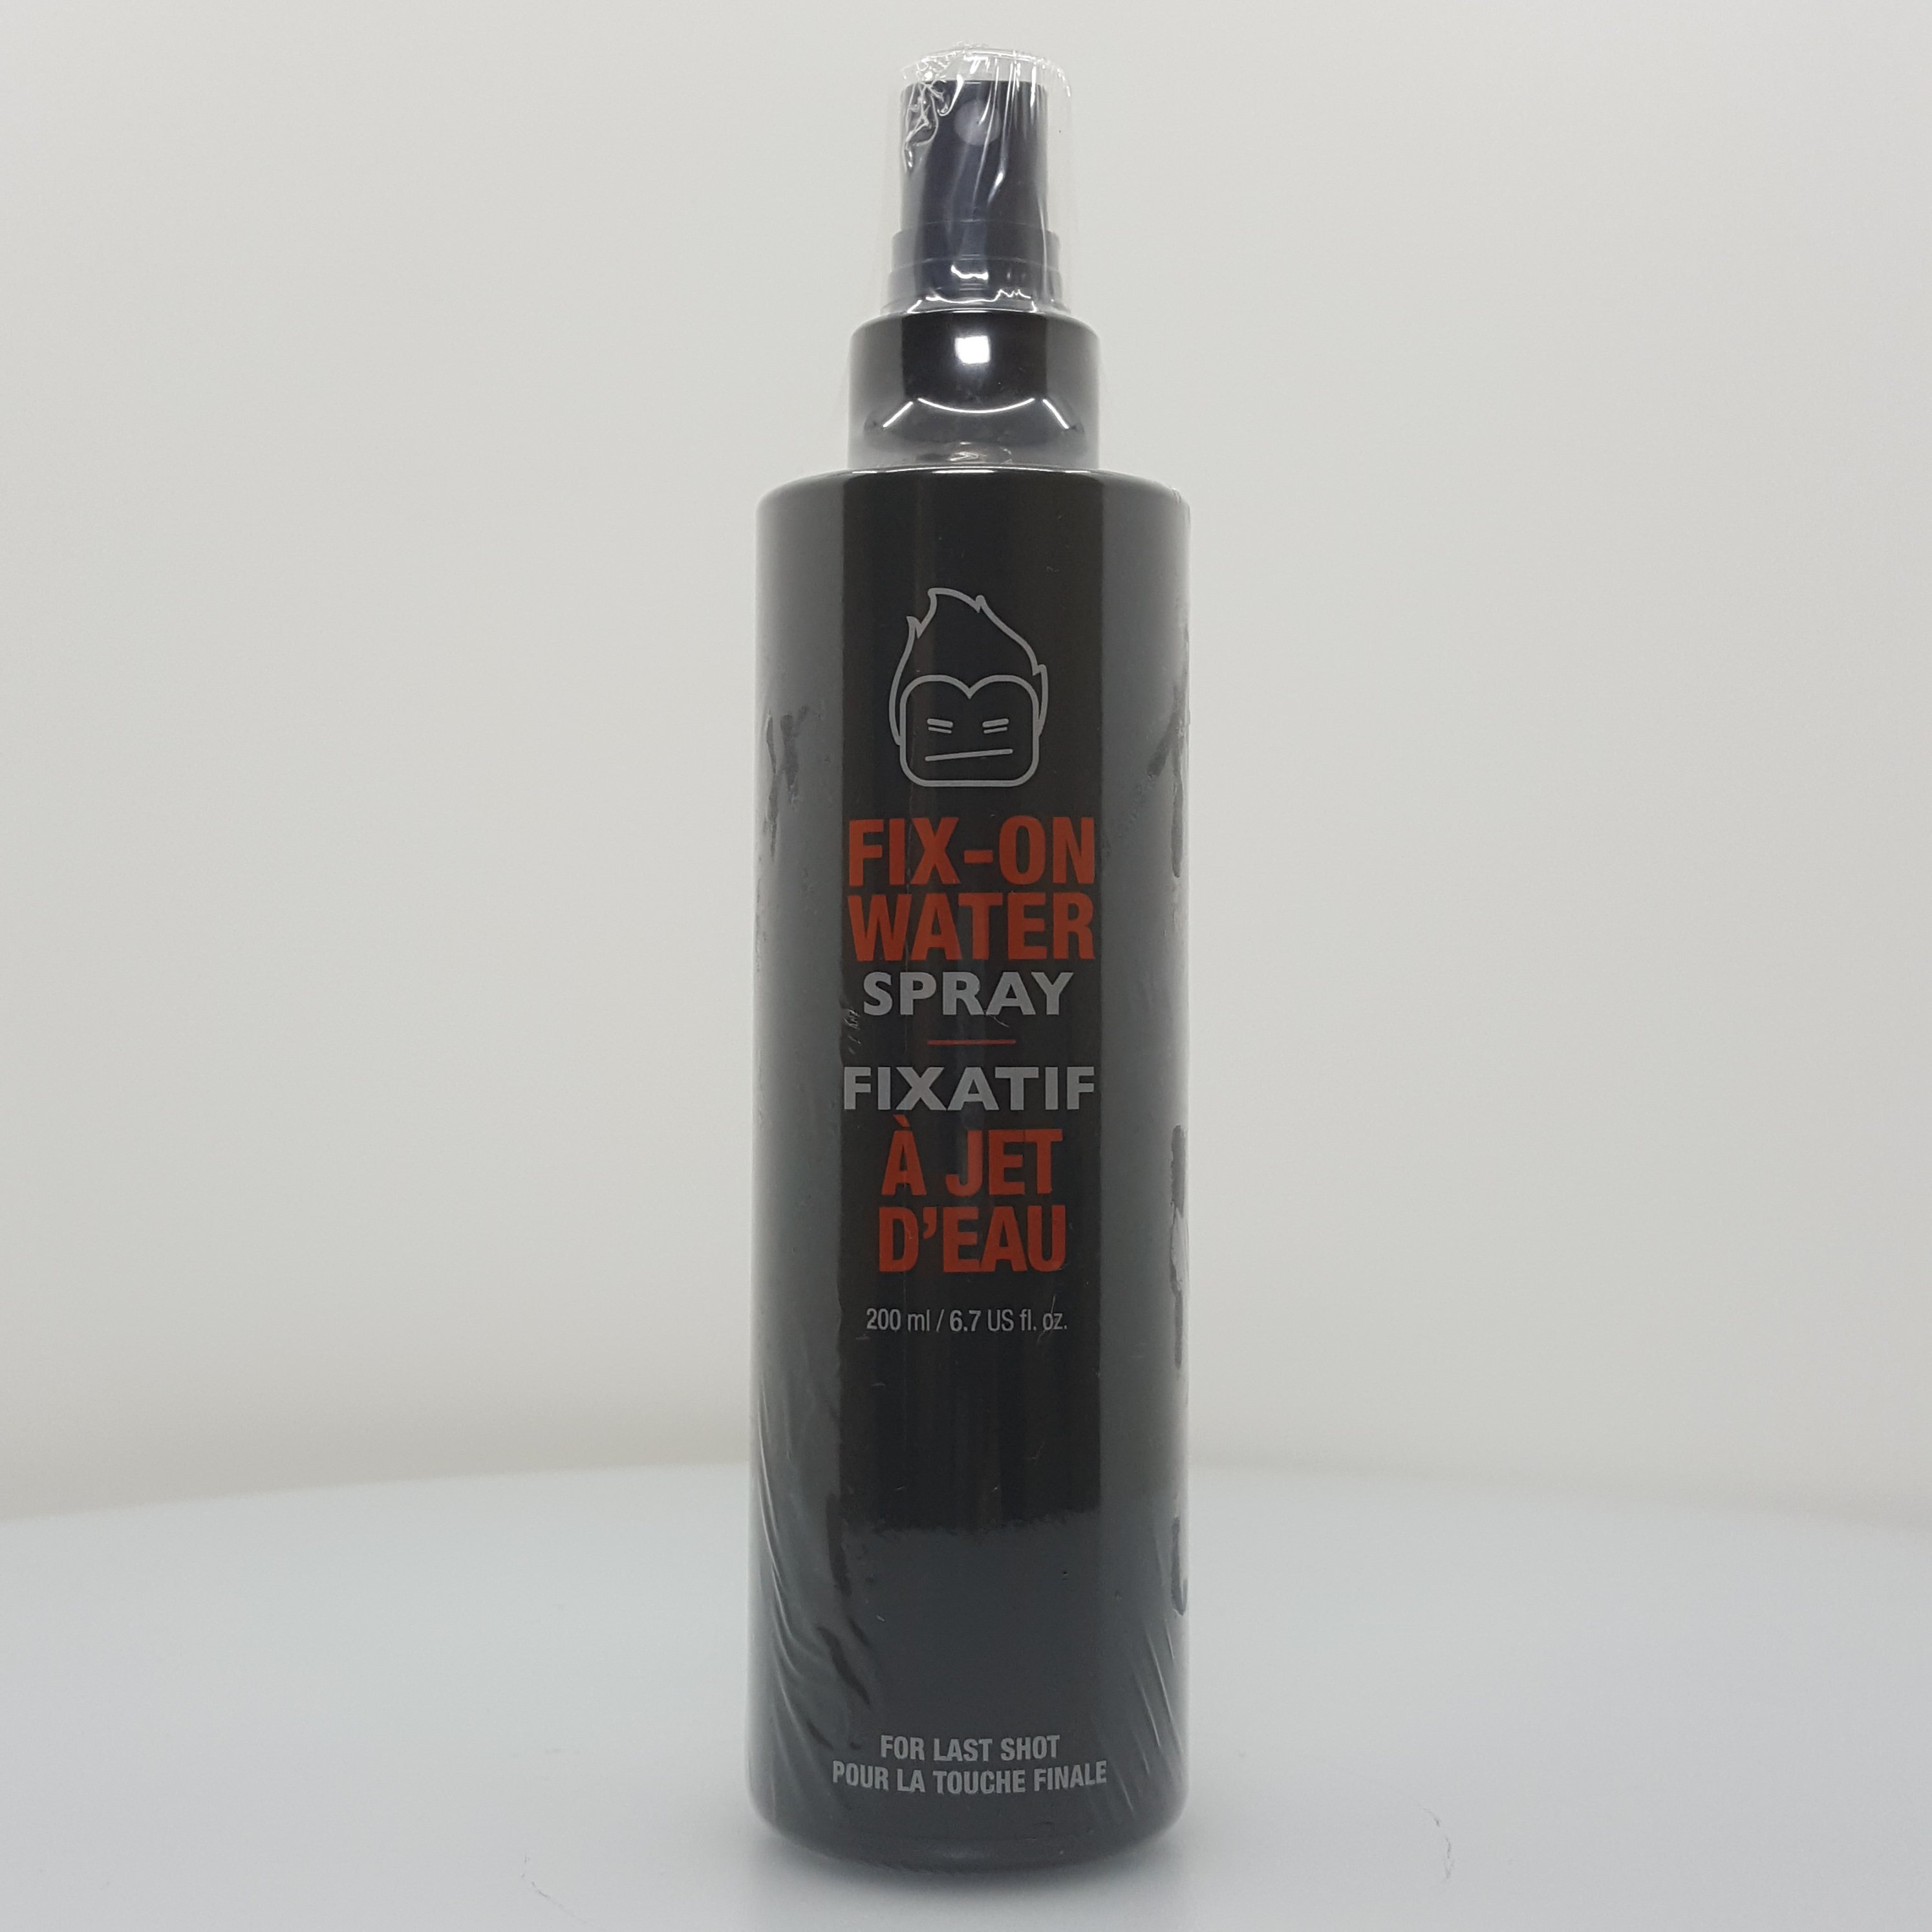 FIX-ON
WATER
SPRAY
FIXATIF
À JET
D'EAU
200 ml / 6.7 US fl. oz.
FOR LAST SHOT
POUR LA TOUCHE FINALE